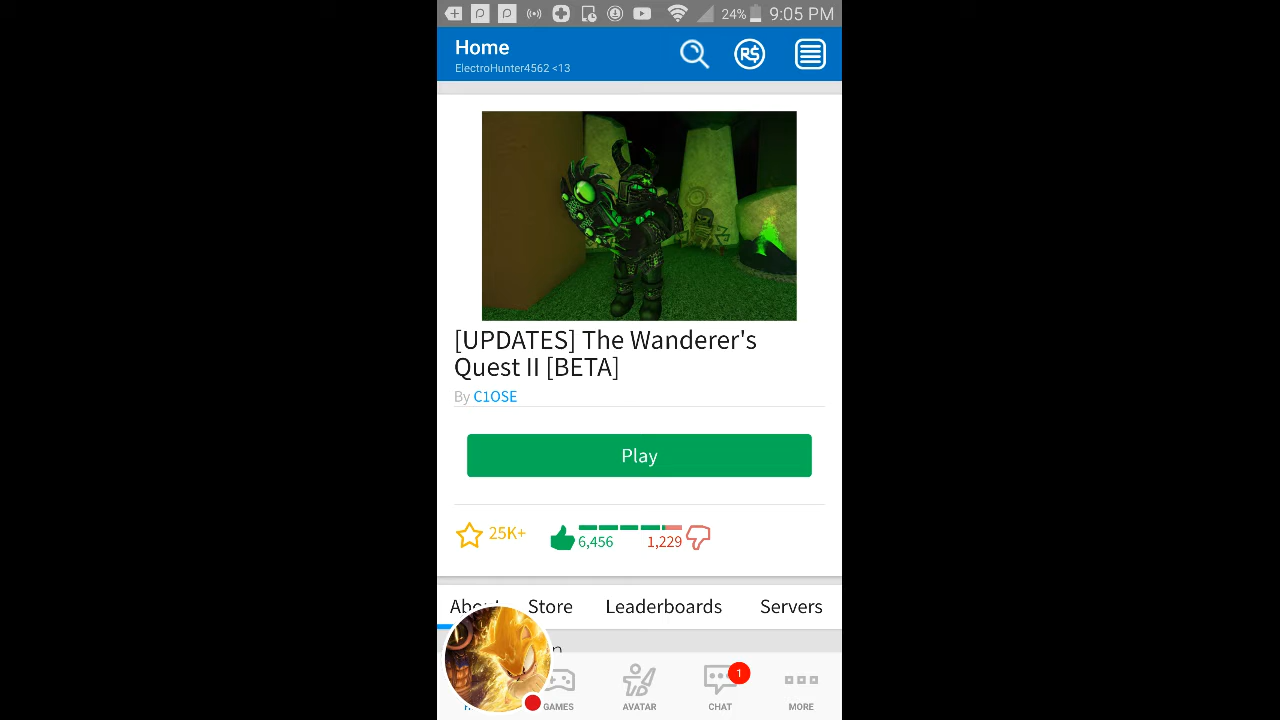 24% 9:05 PM
Home
ElectroHunter4562 <13
R$
[UPDATES] The Wanderer's
Quest II [BETA]
By C1OSE
Play
25K+
6,456 1,229
Store Leaderboards Servers
1
GAMES AVATAR CHAT MORE